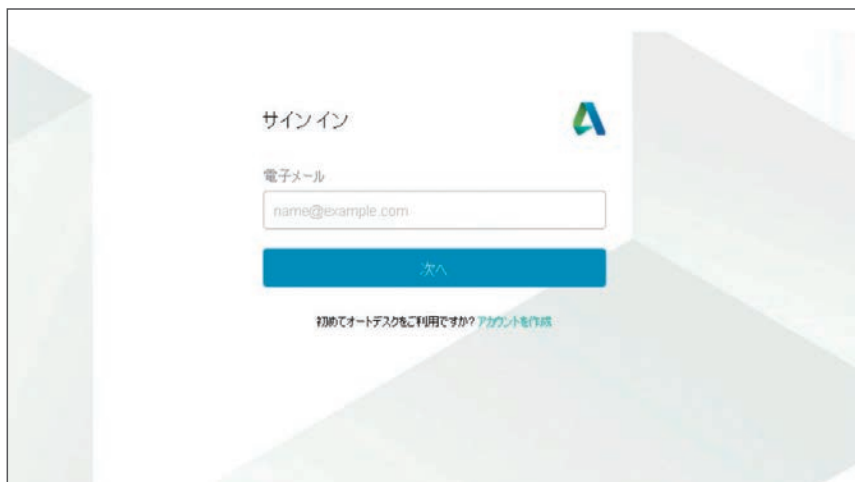 サインイン
電子メール
name@example.com
次へ
初めてオートデスクをご利用ですか? アカウントを作成